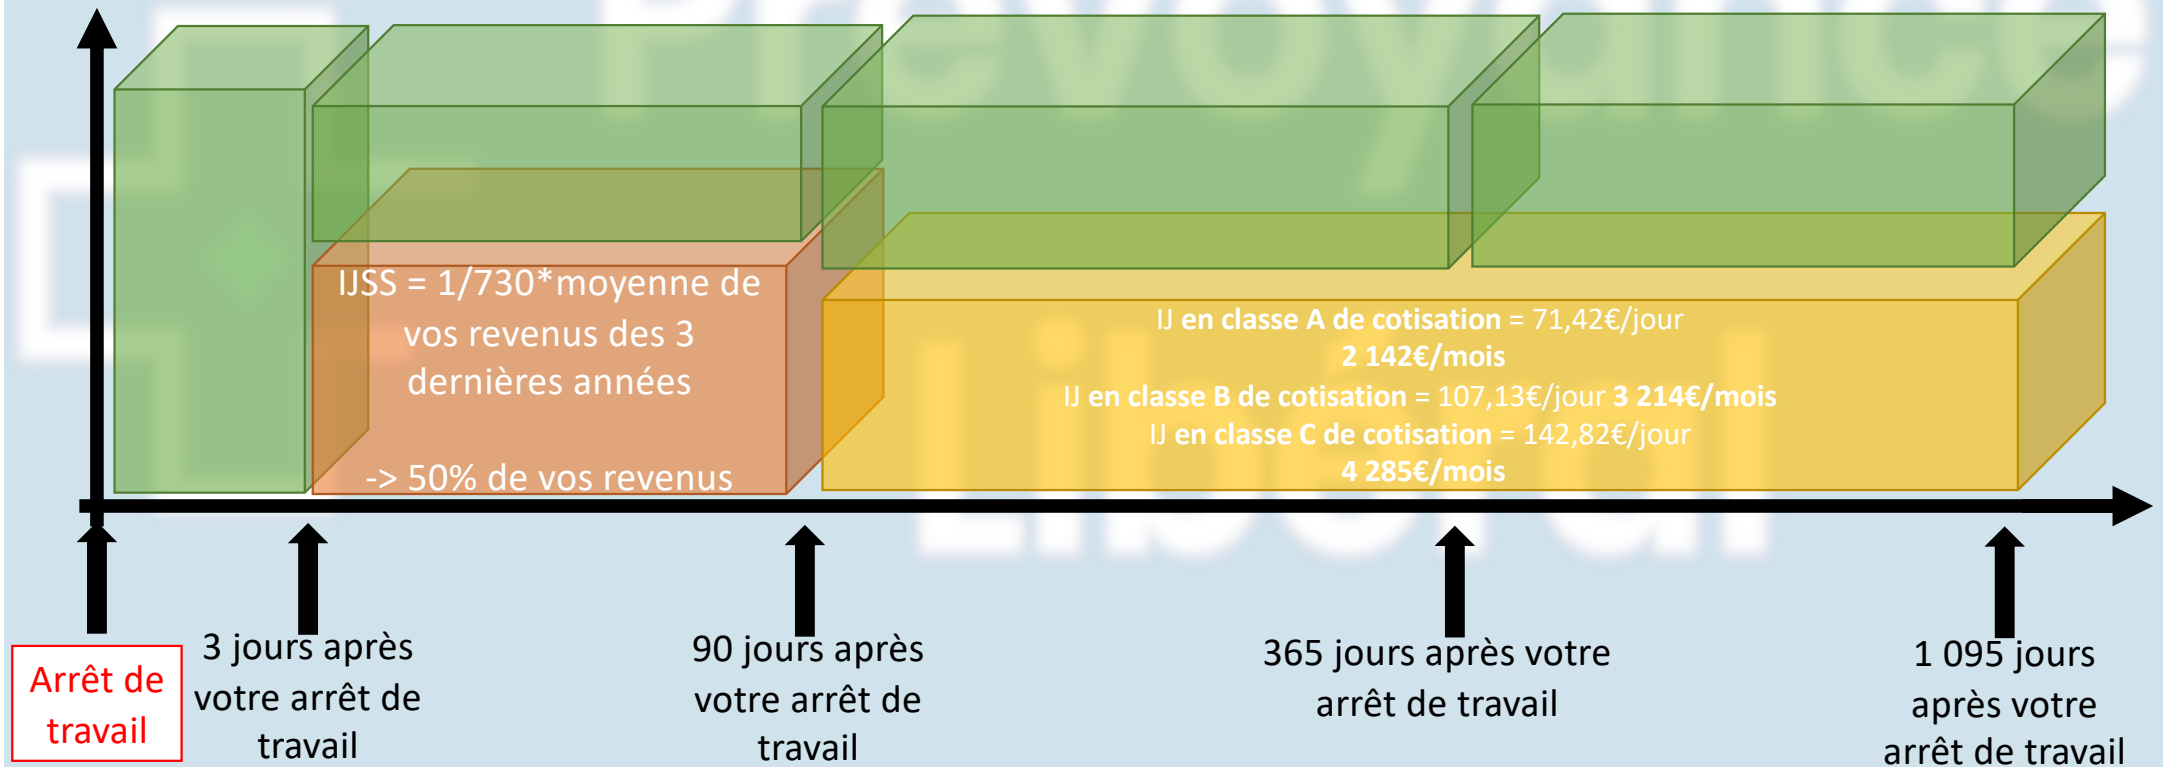 Prévoyance
Libéral
IJSS = 1/730*moyenne de
vos revenus des 3
dernières années
-> 50% de vos revenus
IJ en classe A de cotisation = 71,42€/jour
2 142€/mois
IJ en classe B de cotisation = 107,13€/jour 3 214€/mois
IJ en classe C de cotisation = 142,82€/jour
4 285€/mois
Arrêt de
travail
3 jours après
votre arrêt de
travail
90 jours après
votre arrêt de
travail
365 jours après votre
arrêt de travail
1 095 jours
après votre
arrêt de travail